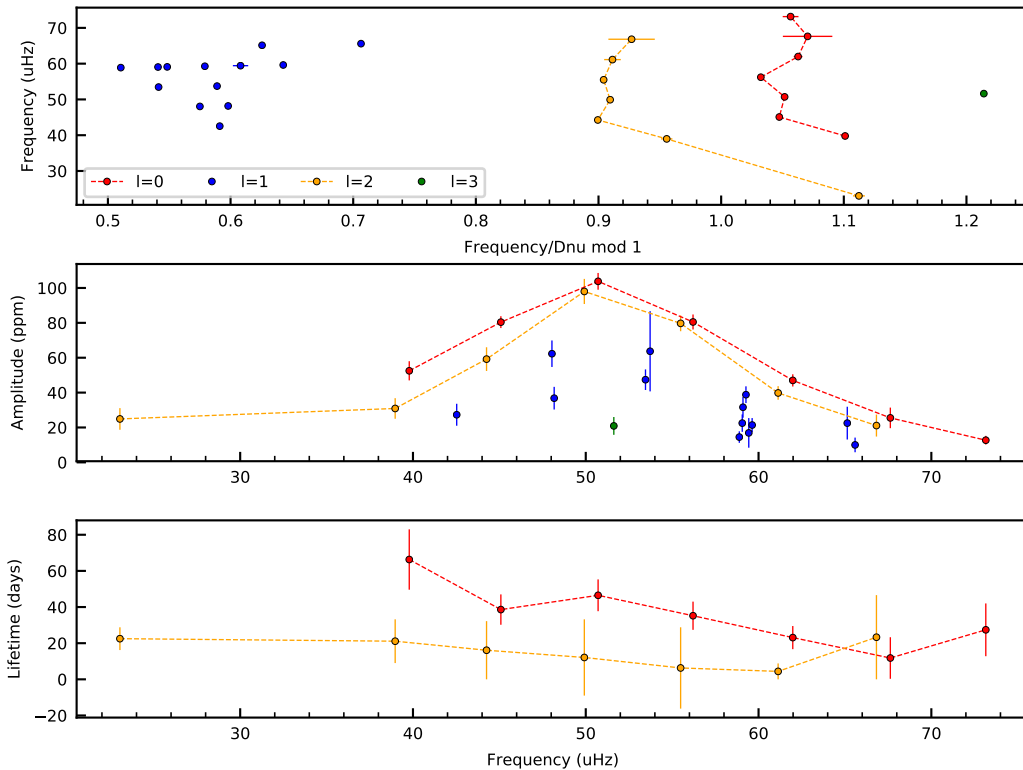 70
60
50
40
30
Frequency (uHz)
l=0 l=1 l=2 l=3
0.5 0.6 0.7 0.8 0.9 1.0 1.1 1.2
Frequency/Dnu mod 1
100
80
60
40
20
0
Amplitude (ppm)
30 40 50 60 70
80
60
40
20
0
−20
Lifetime (days)
30 40 50 60 70
Frequency (uHz)